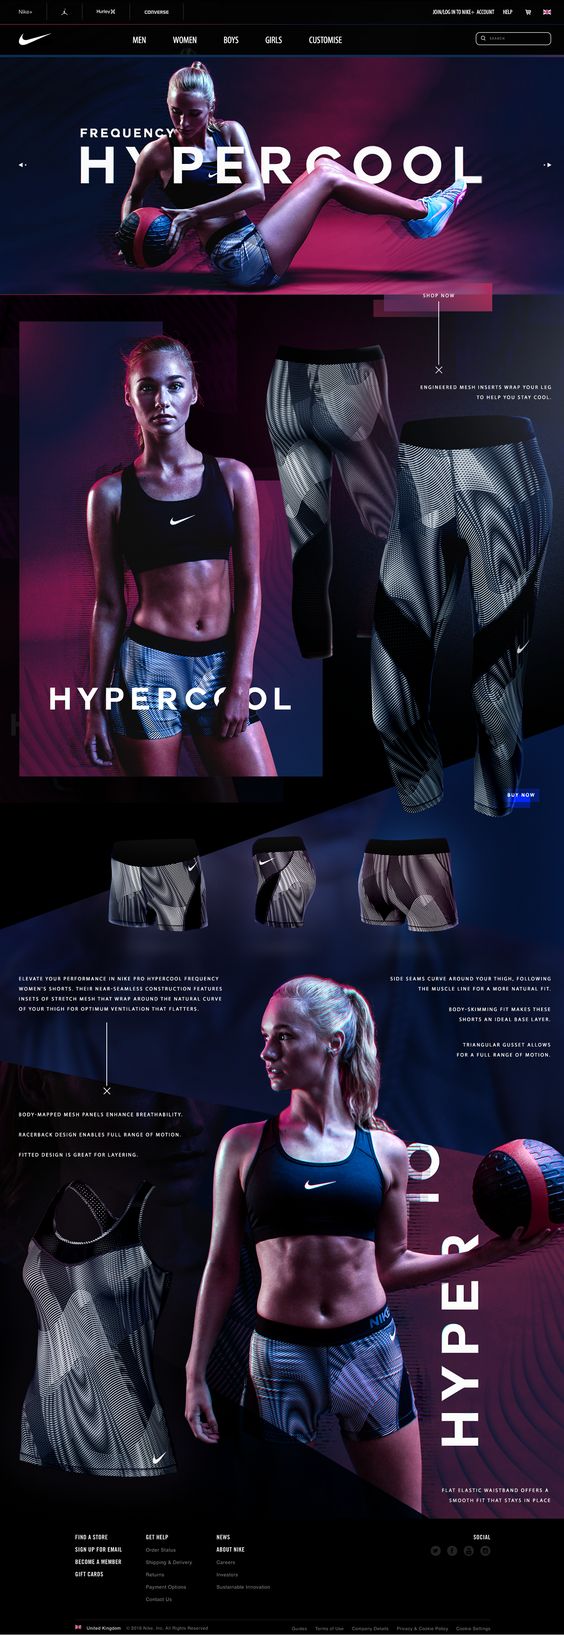 Nike+
Hurley
CONVERSE
JOIN/LOG IN TO NIKE+ ACCOUNT
HELP
MEN
WOMEN
BOYS
GIRLS
CUSTOMISE
SEARCH
FREQUENCY
HYPERCOOL
SHOP NOW
ENGINEERED MESH INSERTS WRAP YOUR LEG
TO HELP YOU STAY COOL.
HYPERCOOL
BUY NOW
ELEVATE YOUR PERFORMANCE IN NIKE PRO HYPERCOOL FREQUENCY
WOMEN'S SHORTS. THEIR NEAR-SEAMLESS CONSTRUCTION FEATURES
INSETS OF STRETCH MESH THAT WRAP AROUND THE NATURAL CURVE
OF YOUR THIGH FOR OPTIMUM VENTILATION THAT FLATTERS.
SIDE SEAMS CURVE AROUND YOUR THIGH, FOLLOWING
THE MUSCLE LINE FOR A MORE NATURAL FIT.
BODY-SKIMMING FIT MAKES THESE
SHORTS AN IDEAL BASE LAYER.
TRIANGULAR GUSSET ALLOWS
FOR A FULL RANGE OF MOTION.
BODY-MAPPED MESH PANELS ENHANCE BREATHABILITY.
RACERBACK DESIGN ENABLES FULL RANGE OF MOTION.
FITTED DESIGN IS GREAT FOR LAYERING.
HYPER
NIKE
FLAT ELASTIC WAISTBAND OFFERS A
SMOOTH FIT THAT STAYS IN PLACE
FIND A STORE
SIGN UP FOR EMAIL
BECOME A MEMBER
GIFT CARDS
GET HELP
Order Status
Shipping & Delivery
Returns
Payment Options
Contact Us
NEWS
ABOUT NIKE
Careers
Investors
Sustainable Innovation
SOCIAL
United Kingdom
© 2016 Nike, Inc. All Rights Reserved
Guides
Terms of Use
Company Details
Privacy & Cookie Policy
Cookie Settings